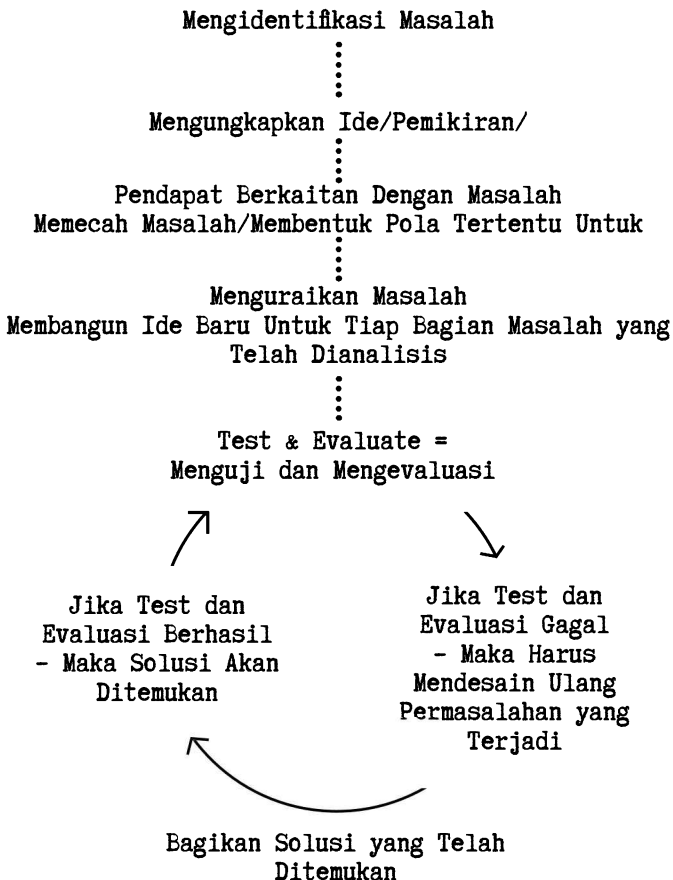 Mengidentifikasi Masalah
Mengungkapkan Ide/Pemikiran/
Pendapat Berkaitan Dengan Masalah
Memecah Masalah/Membentuk Pola Tertentu Untuk
Menguraikan Masalah
Membangun Ide Baru Untuk Tiap Bagian Masalah yang
Telah Dianalisis
Test & Evaluate =
Menguji dan Mengevaluasi
Jika Test dan
Evaluasi Berhasil
- Maka Solusi Akan
Ditemukan
Jika Test dan
Evaluasi Gagal
- Maka Harus
Mendesain Ulang
Permasalahan yang
Terjadi
Bagikan Solusi yang Telah
Ditemukan